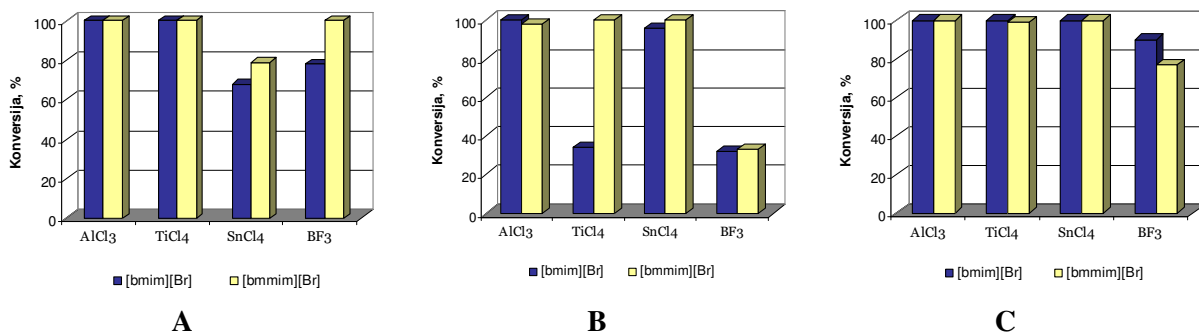 Konversija, %
100
80
60
40
20
0
AlCl3 TiCl4 SnCl4 BF3
[bmim][Br] [bmmim][Br]
A
Konversija, %
100
80
60
40
20
0
AlCl3 TiCl4 SnCl4 BF3
[bmim][Br] [bmmim][Br]
B
Konversija, %
100
80
60
40
20
0
AlCl3 TiCl4 SnCl4 BF3
[bmim][Br] [bmmim][Br]
C